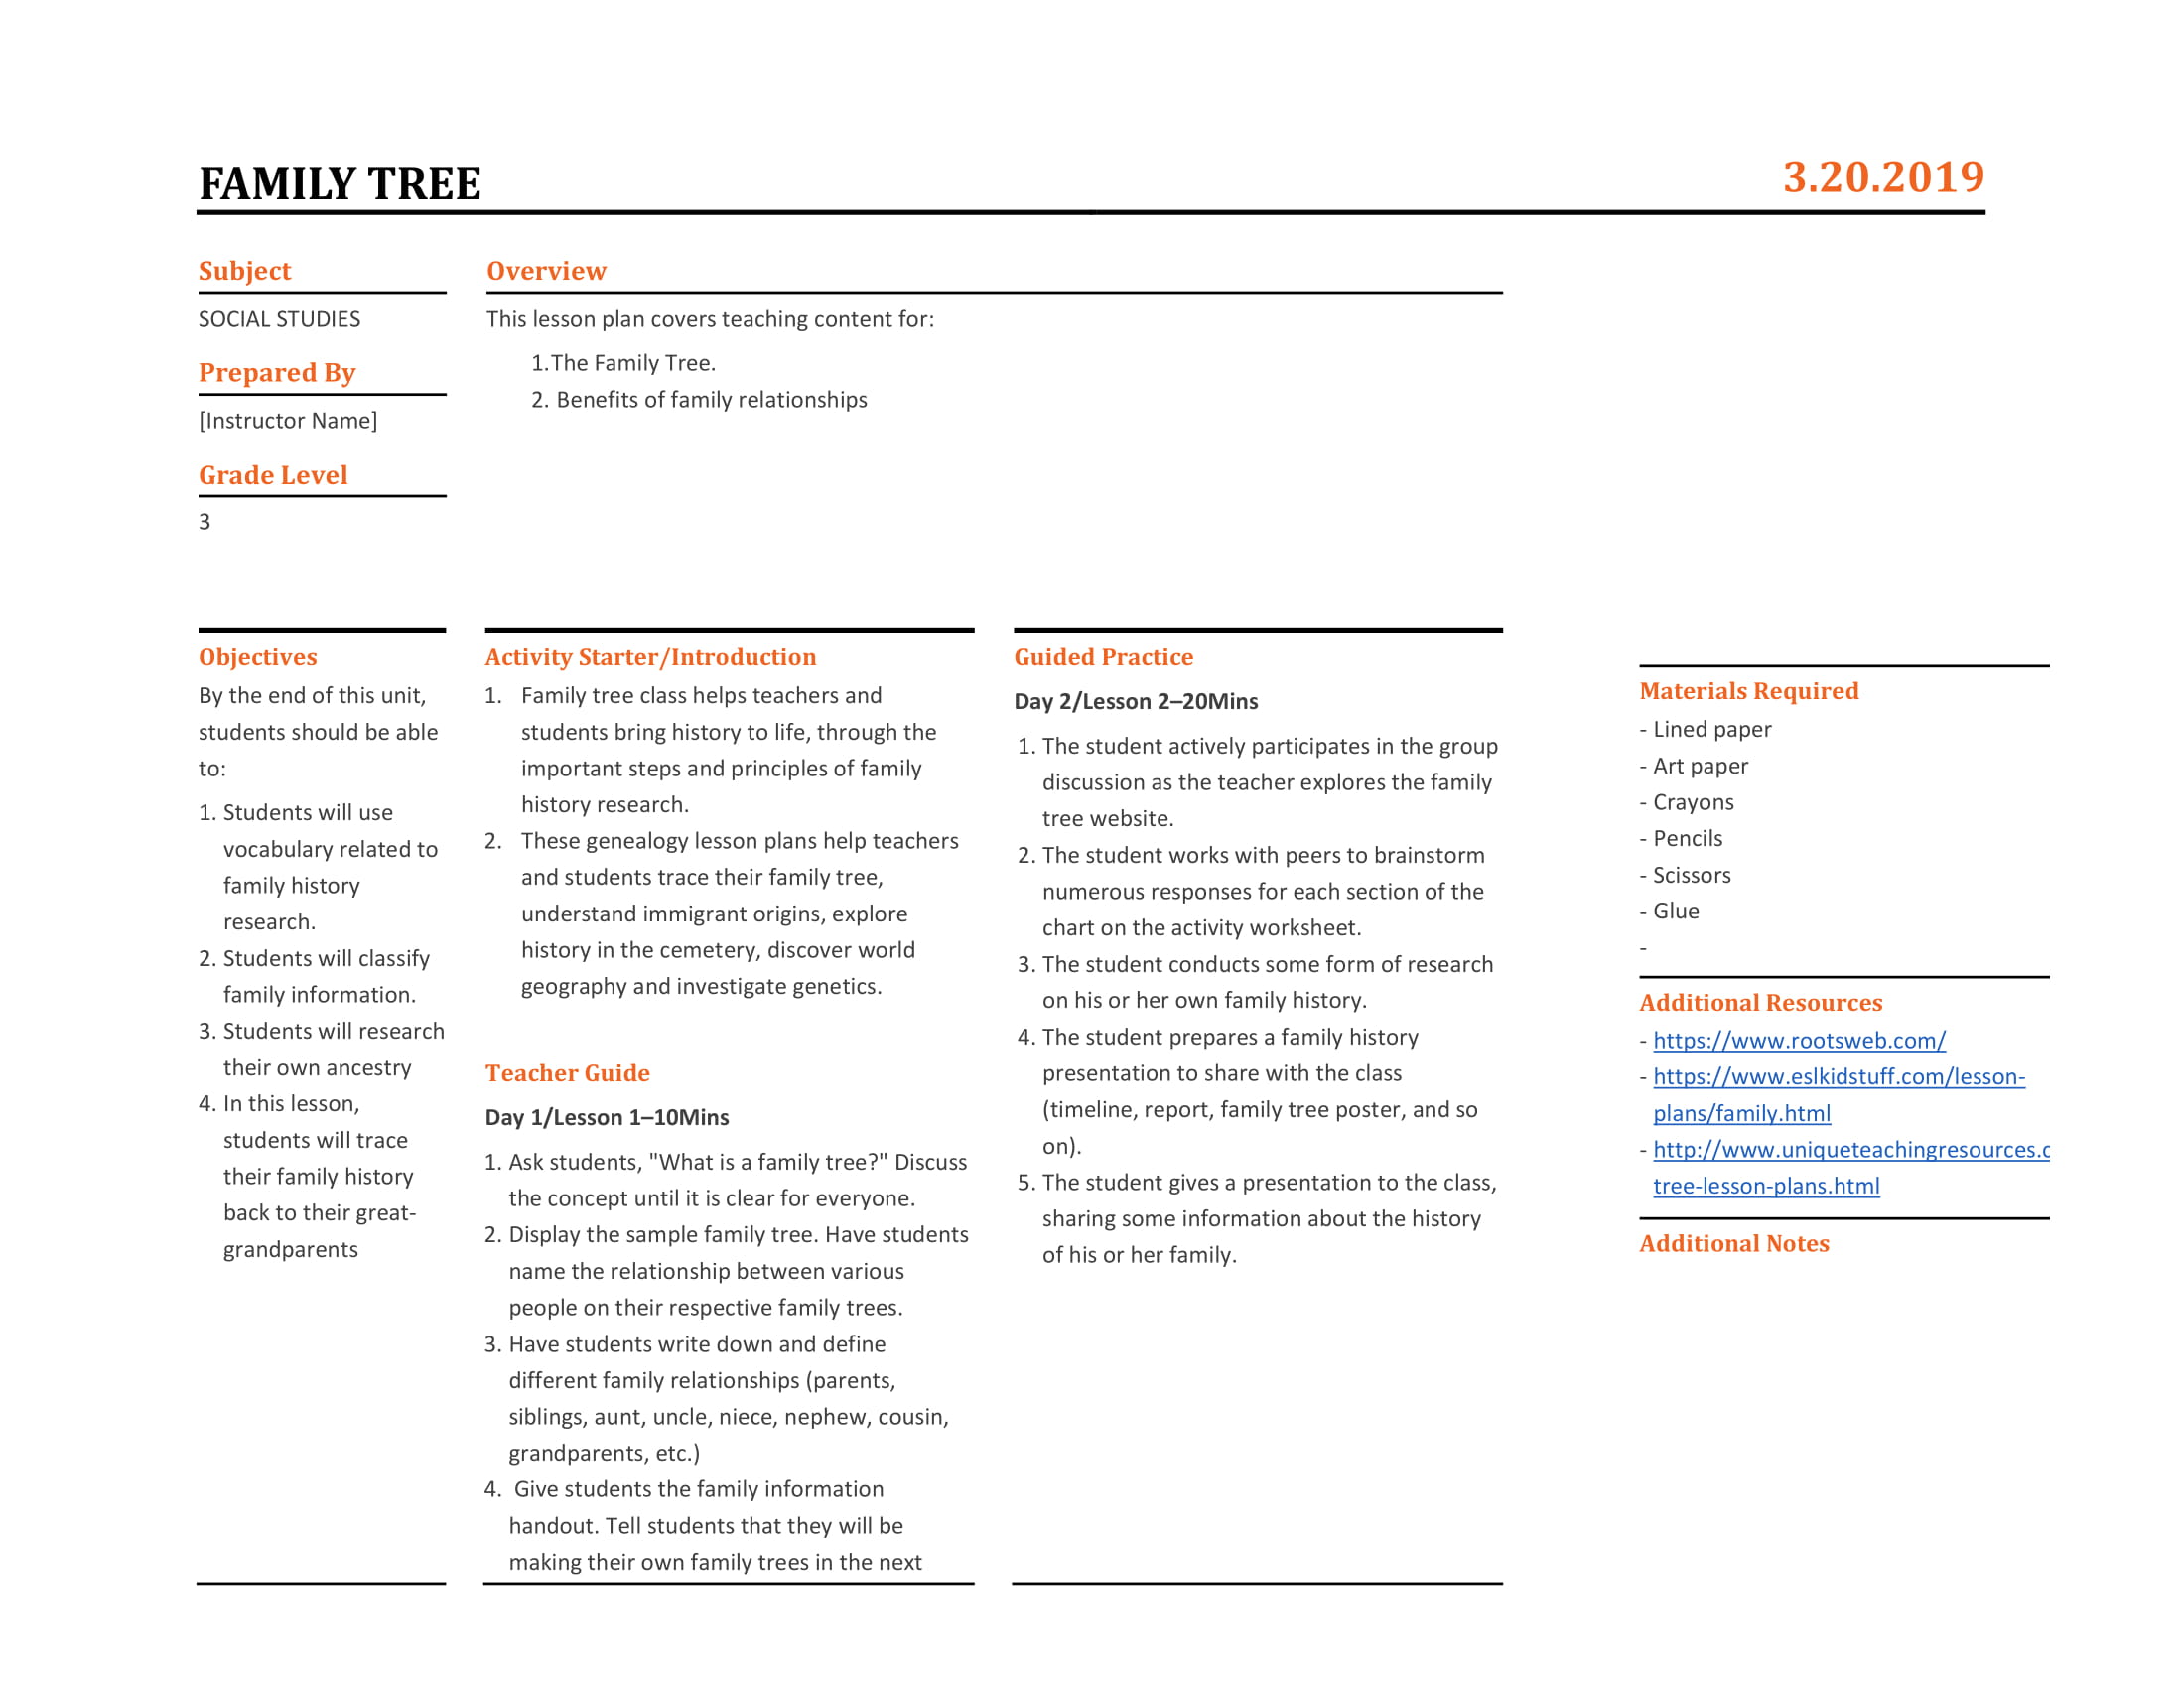 FAMILY TREE
3.20.2019
Subject
SOCIAL STUDIES
Prepared By
[Instructor Name]
Grade Level
3
Overview
This lesson plan covers teaching content for:
1.The Family Tree.
2. Benefits of family relationships
Objectives
By the end of this unit,
students should be able
to:
1. Students will use
vocabulary related to
family history
research.
2. Students will classify
family information.
3. Students will research
their own ancestry
4. In this lesson,
students will trace
their family history
back to their great-
grandparents
Activity Starter/Introduction
1. Family tree class helps teachers and
students bring history to life, through the
important steps and principles of family
history research.
2. These genealogy lesson plans help teachers
and students trace their family tree,
understand immigrant origins, explore
history in the cemetery, discover world
geography and investigate genetics.
Teacher Guide
Day 1/Lesson 1–10Mins
1. Ask students, "What is a family tree?" Discuss
the concept until it is clear for everyone.
2. Display the sample family tree. Have students
name the relationship between various
people on their respective family trees.
3. Have students write down and define
different family relationships (parents,
siblings, aunt, uncle, niece, nephew, cousin,
grandparents, etc.)
4. Give students the family information
handout. Tell students that they will be
making their own family trees in the next
Guided Practice
Day 2/Lesson 2–20Mins
1. The student actively participates in the group
discussion as the teacher explores the family
tree website.
2. The student works with peers to brainstorm
numerous responses for each section of the
chart on the activity worksheet.
3. The student conducts some form of research
on his or her own family history.
4. The student prepares a family history
presentation to share with the class
(timeline, report, family tree poster, and so
on).
5. The student gives a presentation to the class,
sharing some information about the history
of his or her family.
Materials Required
- Lined paper
- Art paper
- Crayons
- Pencils
- Scissors
- Glue
-
Additional Resources
- https://www.rootsweb.com/
- https://www.eslkidstuff.com/lesson-
plans/family.html
- http://www.uniqueteachingresources.c
tree-lesson-plans.html
Additional Notes